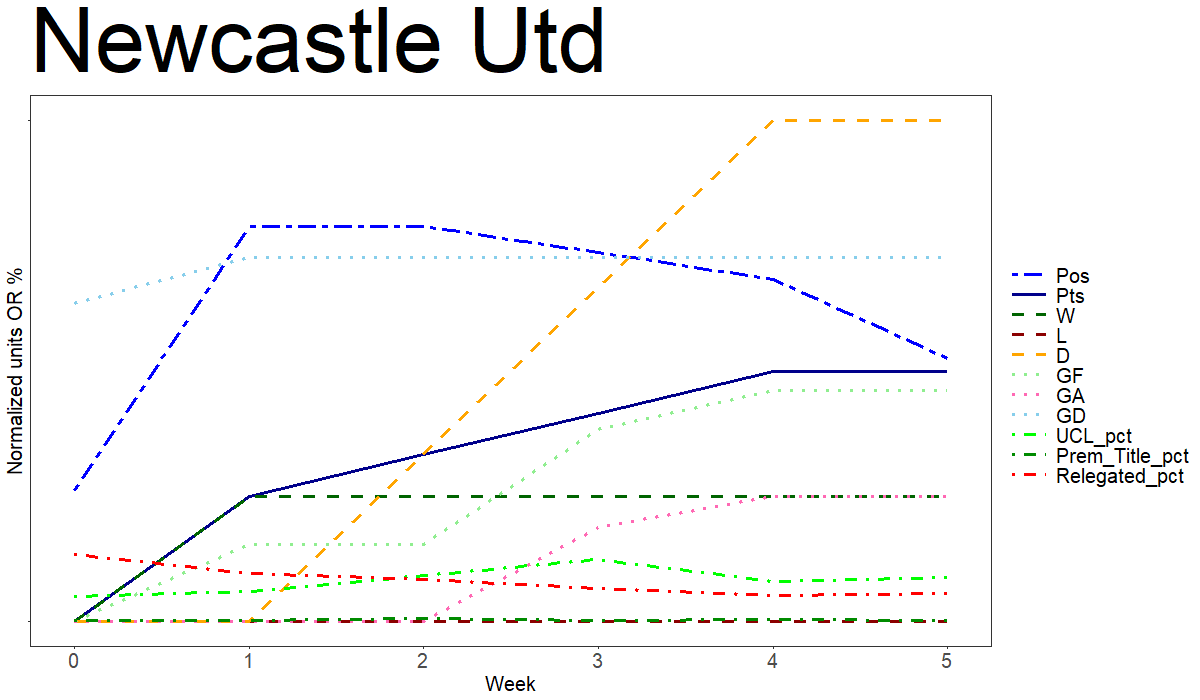 Newcastle Utd
Normalized units OR %
Pos
Pts
W
L
D
GF
GA
GD
UCL_pct
Prem_Title_pct
Relegated_pct
0 1 2 3 4 5
Week